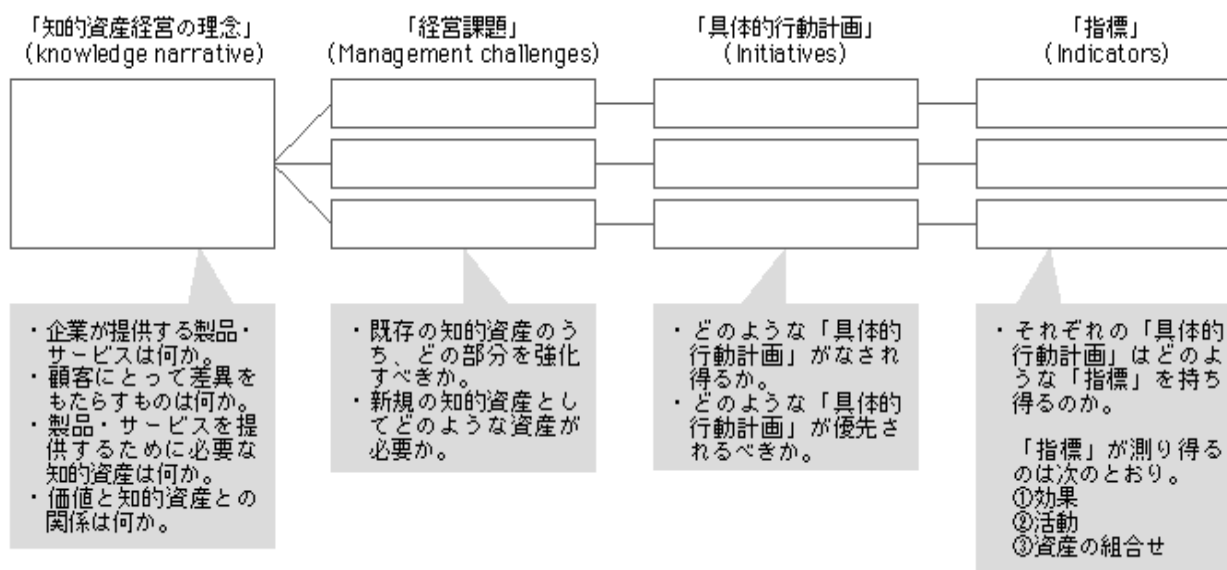 「知的資産経営の理念」
(knowledge narrative)
「経営課題」
(Management challenges)
「具体的行動計画」
(Initiatives)
「指標」
(Indicators)
・企業が提供する製品・
サービスは何か。
・顧客にとって差異を
もたらすものは何か。
・製品・サービスを提
供するために必要な
知的資産は何か。
・価値と知的資産との
関係は何か。
・既存の知的資産のう
ち、どの部分を強化
すべきか。
・新規の知的資産とし
てどのような資産が
必要か。
・どのような「具体的
行動計画」がなされ
得るか。
・どのような「具体的
行動計画」が優先さ
れるべきか。
・それぞれの「具体的
行動計画」はどのよ
うな「指標」を持ち
得るのか。
「指標」が測り得る
のは次のとおり。
①効果
②活動
③資産の組合せ